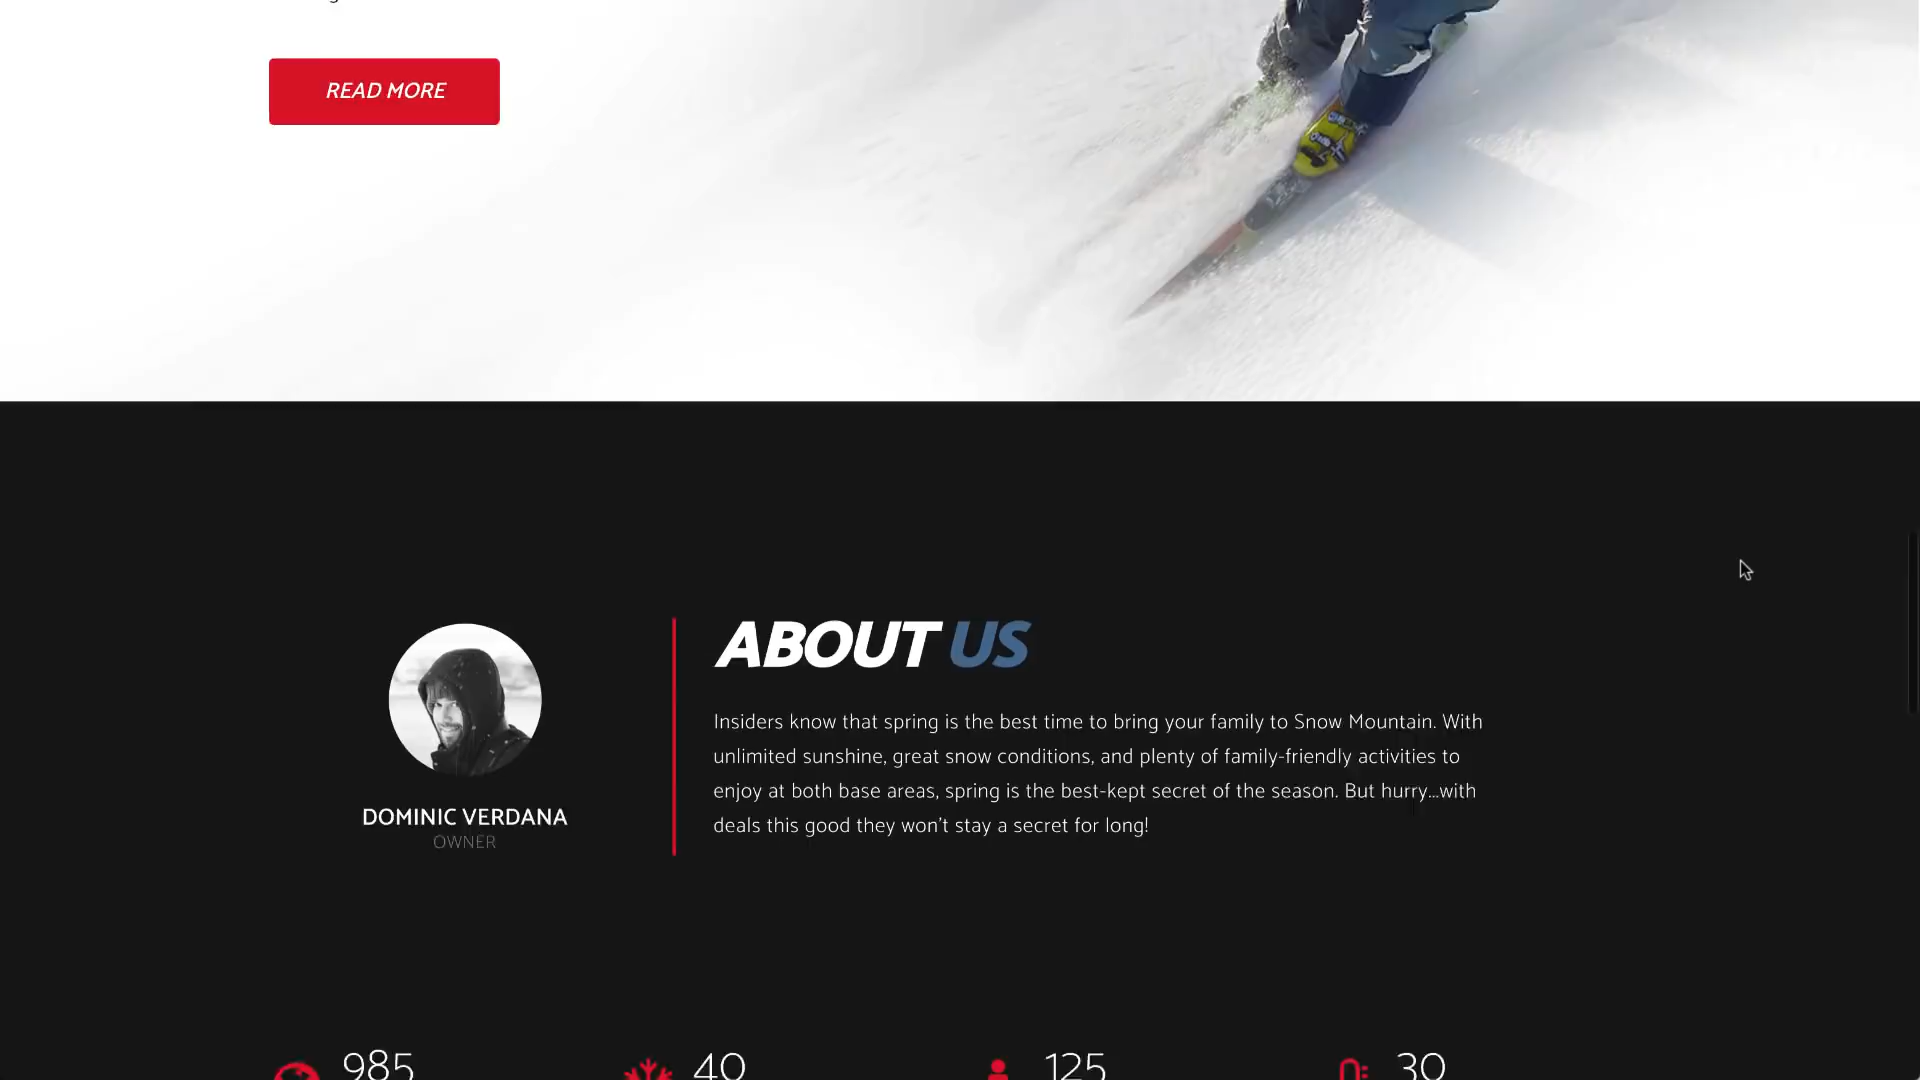 READ MORE
ABOUT US
Insiders know that spring is the best time to bring your family to Snow Mountain. With
unlimited sunshine, great snow conditions, and plenty of family-friendly activities to
enjoy at both base areas, spring is the best-kept secret of the season. But hurry...with
deals this good they won't stay a secret for long!
DOMINIC VERDANA
OWNER
985
40
125
30